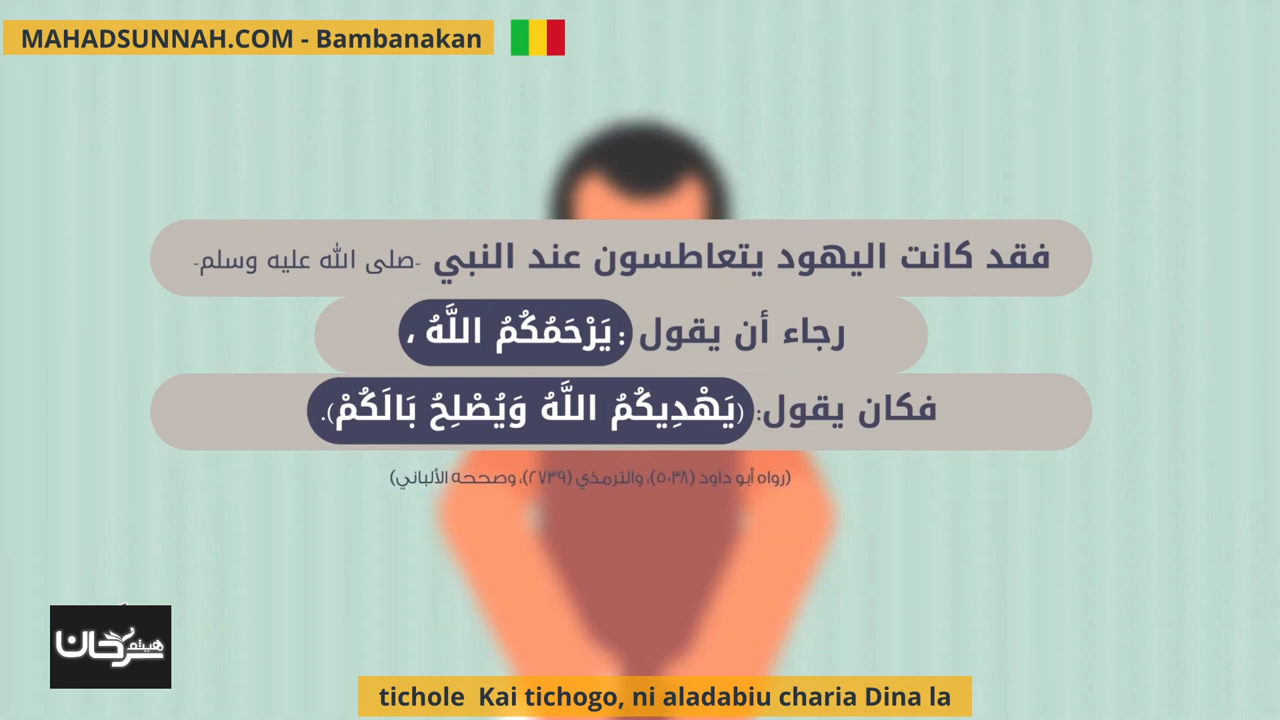 MAHADSUNNAH.COM - Bambanakan
فقد كانت اليهود يتعاطسون عند النبي -صلى الله عليه وسلم-
رجاء أن يقول: يَرْحَمُكُمُ اللَّهُ ،
فكان يقول: (يَهْدِيكُمُ اللَّهُ وَيُصْلِحُ بَالَكُمْ).
(رواه أبو داود (٥٠٣٨)، والترمذي (٢٧٣٩)، وصححه الألباني)
هيثم
سرحان
tichole Kai tichogo, ni aladabiu charia Dina la